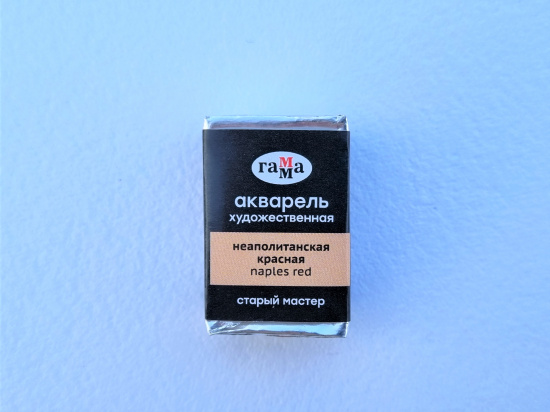 гамма
акварель
художественная
неаполитанская
красная
naples red
старый мастер